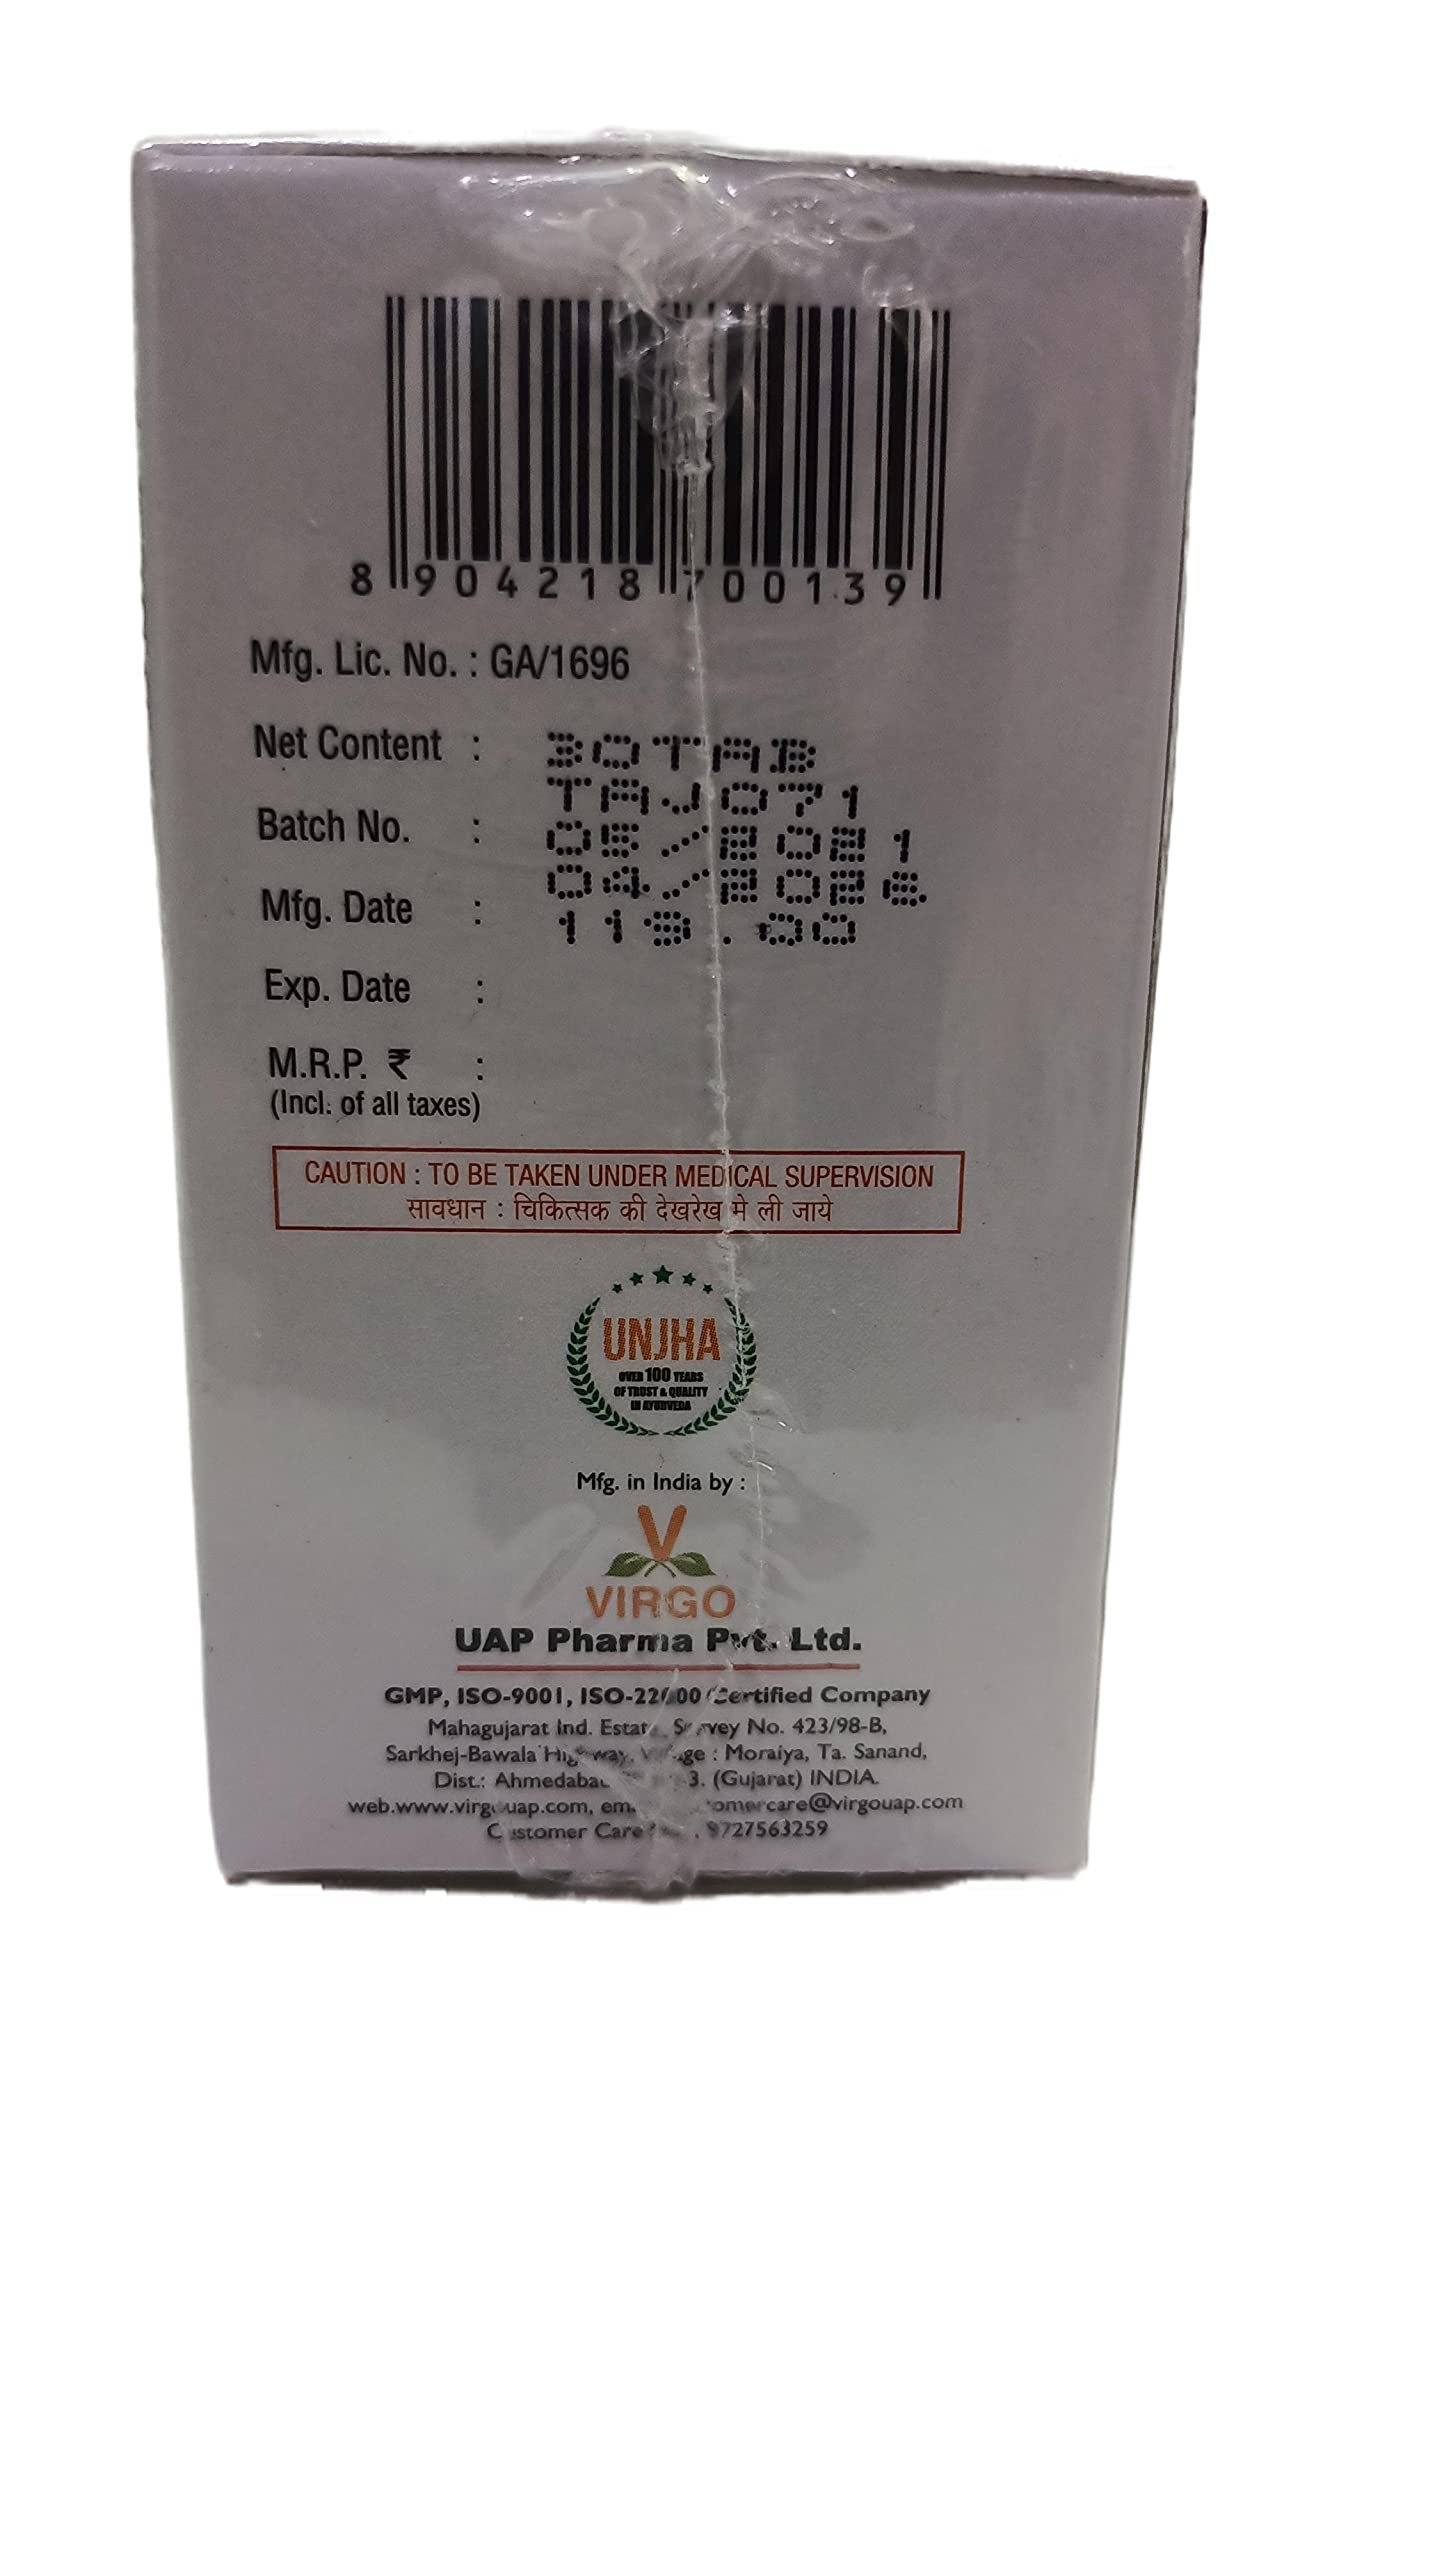 8 904218 700139
Mfg. Lic. No. : GA/1696
Net Content : 30TAB
Batch No. : TAJ071
Mfg. Date : 05/2021
Exp. Date : 04/2026
M.R.P. ₹ : 119.00
(Incl. of all taxes)
CAUTION : TO BE TAKEN UNDER MEDICAL SUPERVISION
सावधान : चिकित्सक की देखरेख मे ली जाये
UNJHA
OVER 100 YEARS
OF TRUST & QUALITY
IN AYURVEDA
Mfg. in India by :
VIRGO
UAP Pharma Pvt. Ltd.
GMP, ISO-9001, ISO-22000 Certified Company
Mahagujarat Ind. Estate, Survey No. 423/98-B,
Sarkhej-Bawala Highway, Village : Moraiya, Ta. Sanand,
Dist.: Ahmedabad (Gujarat) INDIA.
web.www.virgouap.com, customercare@virgouap.com
Customer Care 9727563259